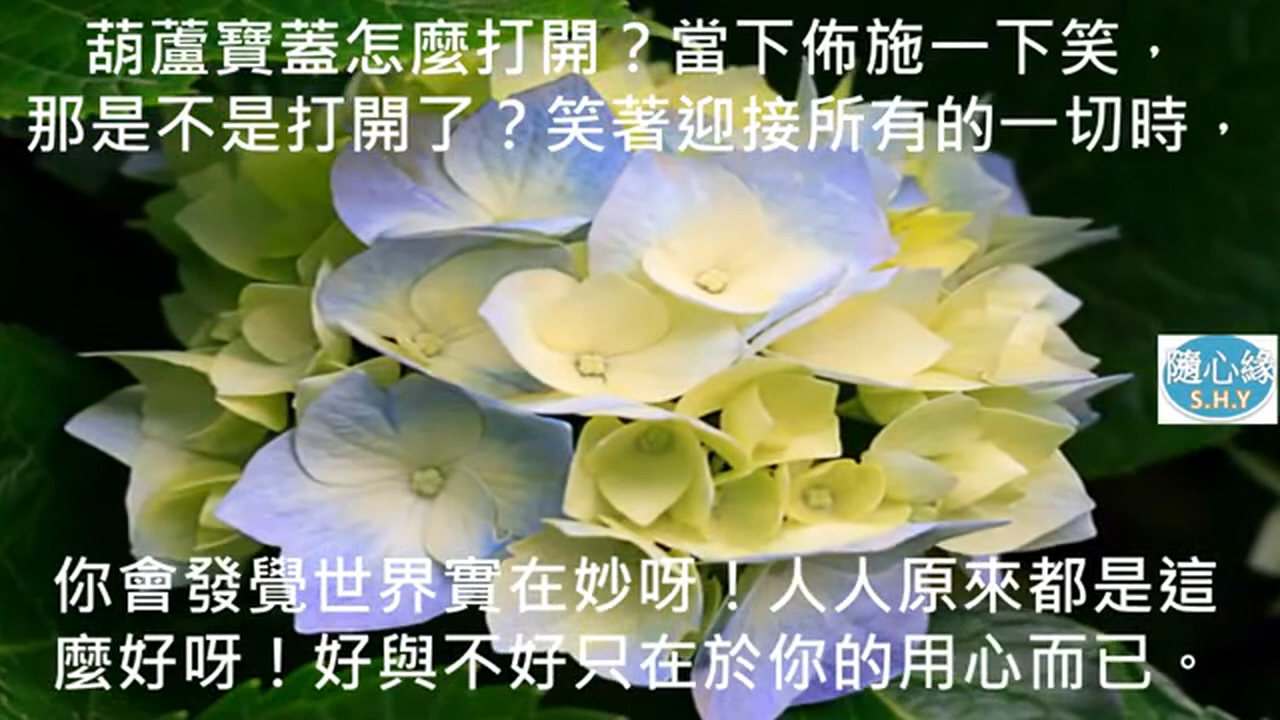 葫蘆寶蓋怎麼打開？當下佈施一下笑，
那是不是打開了？笑著迎接所有的一切時，
隨心緣
S.H.Y
你會發覺世界實在妙呀！人人原來都是這
麼好呀！好與不好只在於你的用心而已。